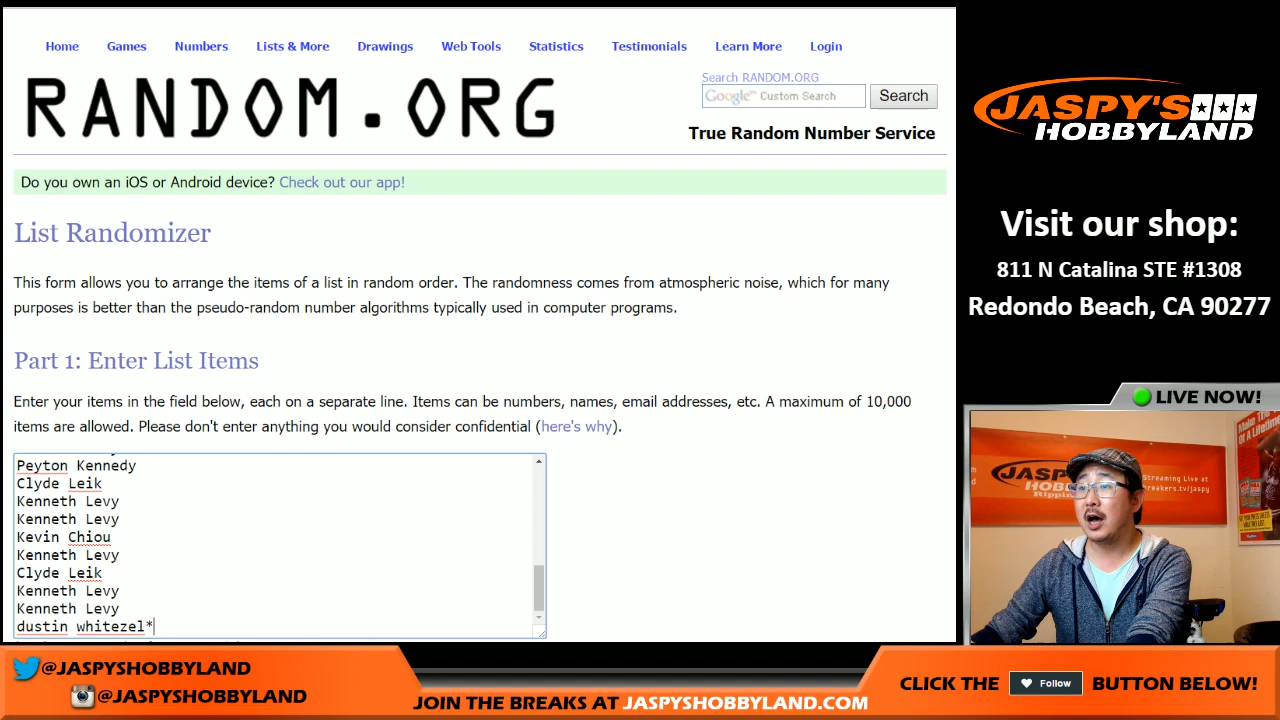 Home Games Numbers Lists & More Drawings Web Tools Statistics Testimonials Learn More Login
RANDOM.ORG
Search RANDOM.ORG
Google Custom Search Search
True Random Number Service
Do you own an iOS or Android device? Check out our app!
List Randomizer
This form allows you to arrange the items of a list in random order. The randomness comes from atmospheric noise, which for many
purposes is better than the pseudo-random number algorithms typically used in computer programs.
Part 1: Enter List Items
Enter your items in the field below, each on a separate line. Items can be numbers, names, email addresses, etc. A maximum of 10,000
items are allowed. Please don't enter anything you would consider confidential (here's why).
Peyton Kennedy
Clyde Leik
Kenneth Levy
Kenneth Levy
Kevin Chiou
Kenneth Levy
Clyde Leik
Kenneth Levy
Kenneth Levy
dustin whitezel*
JASPY'S
HOBBYLAND
Visit our shop:
811 N Catalina STE #1308
Redondo Beach, CA 90277
LIVE NOW!
JASPY
Streaming Live at
breakers.tv/jaspy
@JASPYSHOBBYLAND
@JASPYSHOBBYLAND
JOIN THE BREAKS AT JASPYSHOBBYLAND.COM
CLICK THE Follow BUTTON BELOW!